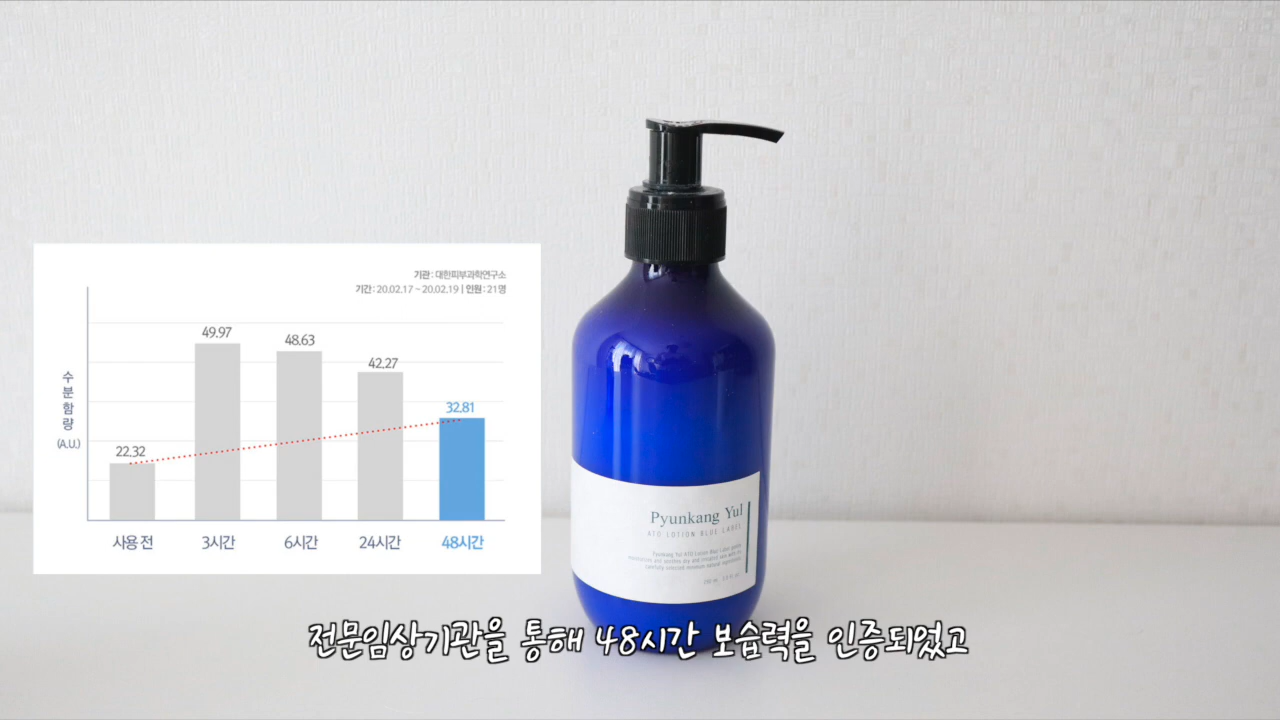 기관 : 대한피부과학연구소
기간 : 20.02.17 ~ 20.02.19 | 인원 : 21명
수분함량
(A.U.)
22.32
49.97
48.63
42.27
32.81
사용 전
3시간
6시간
24시간
48시간
Pyunkang Yul
ATO LOTION BLUE LABEL
전문임상기관을 통해 48시간 보습력을 인증되었고